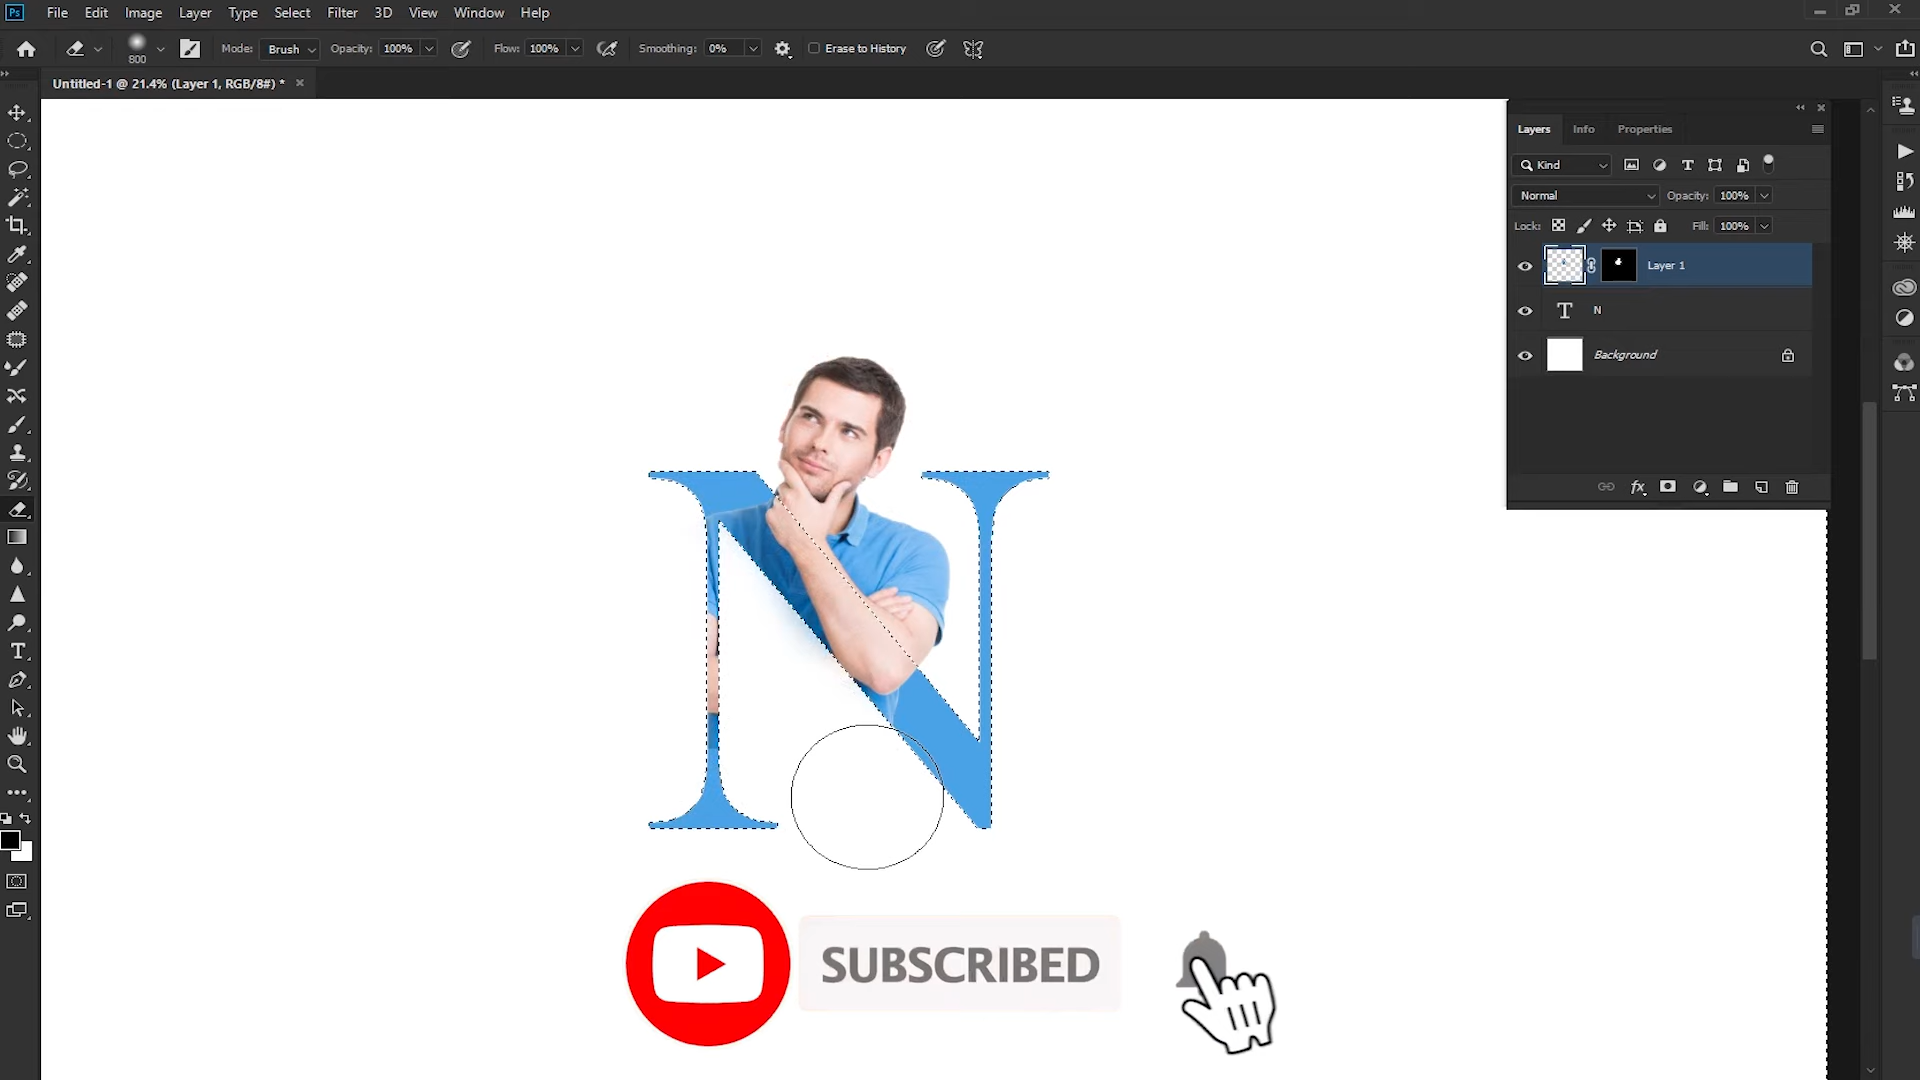 Ps File Edit Image Layer Type Select Filter 3D View Window Help
800 Mode: Brush Opacity: 100% Flow: 100% Smoothing: 0% Erase to History
Untitled-1 @ 21.4% (Layer 1, RGB/8#) *
Layers Info Properties
Kind
Normal Opacity: 100%
Lock: Fill: 100%
Layer 1
N
Background
N
SUBSCRIBED